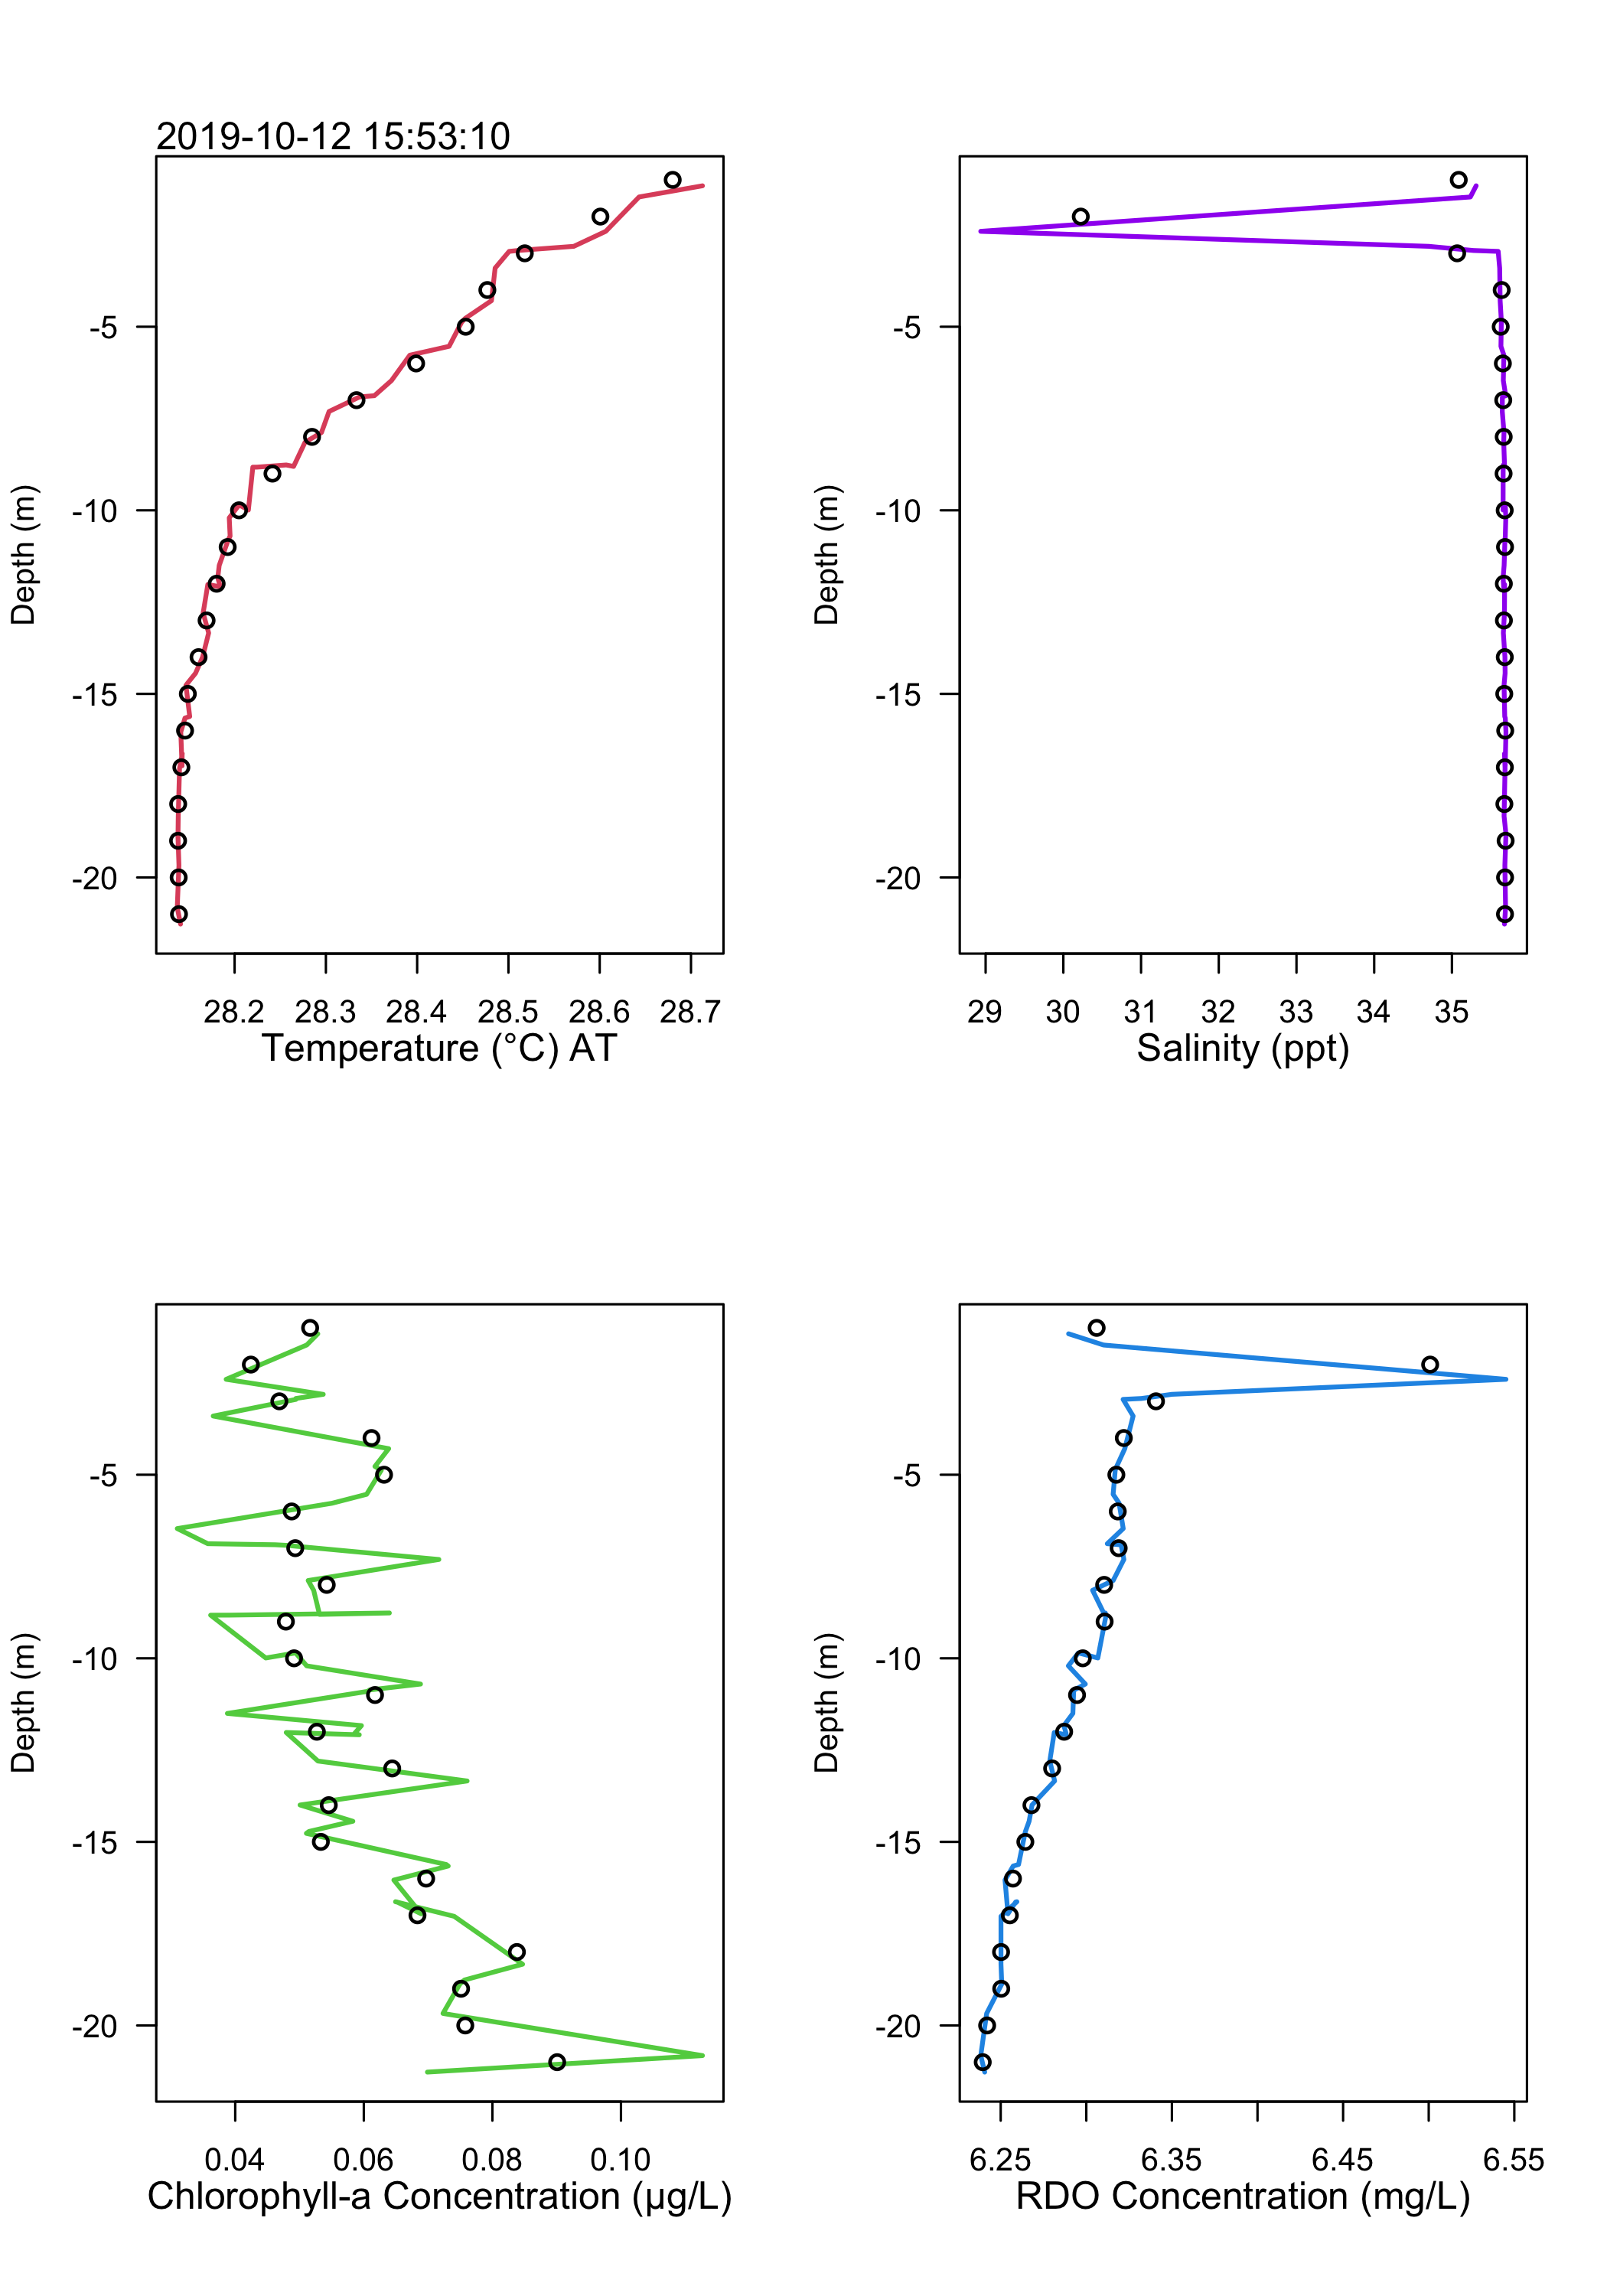 2019-10-12 15:53:10
-5
-10
-15
-20
Depth (m)
28.2 28.3 28.4 28.5 28.6 28.7
Temperature (°C) AT
-5
-10
-15
-20
Depth (m)
29 30 31 32 33 34 35
Salinity (ppt)
-5
-10
-15
-20
Depth (m)
0.04 0.06 0.08 0.10
Chlorophyll-a Concentration (μg/L)
-5
-10
-15
-20
Depth (m)
6.25 6.35 6.45 6.55
RDO Concentration (mg/L)